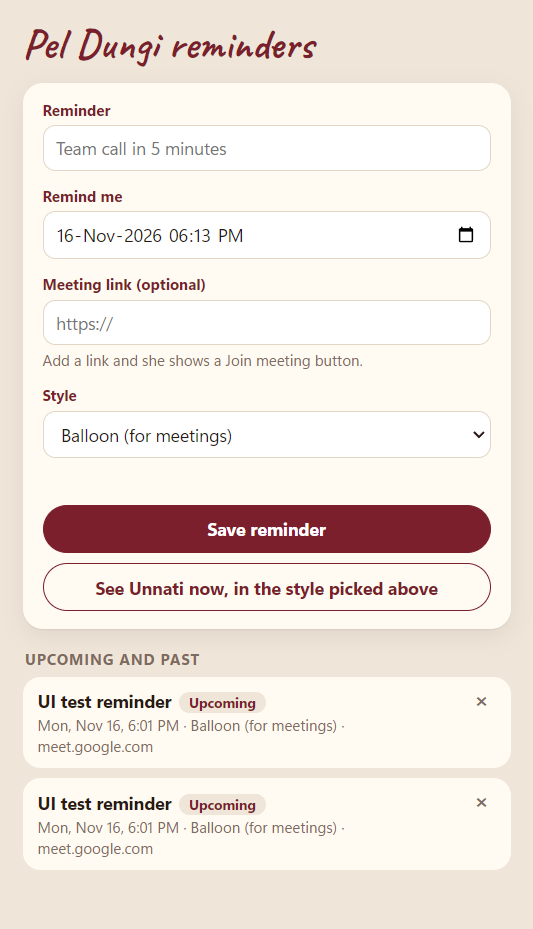 Pel Dungi reminders
Reminder
Team call in 5 minutes
Remind me
16-Nov-2026 06:13 PM
Meeting link (optional)
https://
Add a link and she shows a Join meeting button.
Style
Balloon (for meetings)
Save reminder
See Unnati now, in the style picked above
UPCOMING AND PAST
UI test reminder Upcoming ×
Mon, Nov 16, 6:01 PM · Balloon (for meetings) ·
meet.google.com
UI test reminder Upcoming ×
Mon, Nov 16, 6:01 PM · Balloon (for meetings) ·
meet.google.com